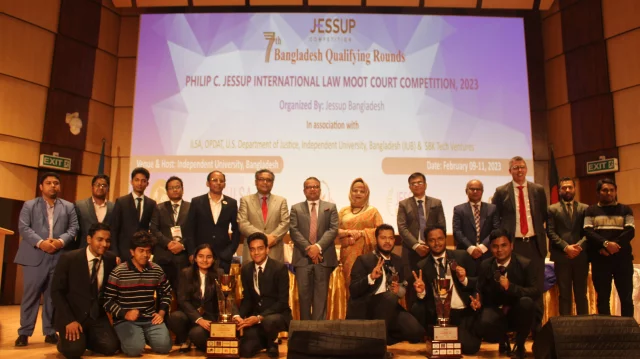 JESSUP
COMPETITION
7th
Bangladesh Qualifying Rounds
PHILIP C. JESSUP INTERNATIONAL LAW MOOT COURT COMPETITION, 2023
Organized By: Jessup Bangladesh
In association with
ILSA, OPDAT, U.S. Department of Justice, Independent University, Bangladesh (IUB) & SBK Tech Ventures
Venue & Host: Independent University, Bangladesh
Date: February 09-11, 2023
EXIT
EXIT